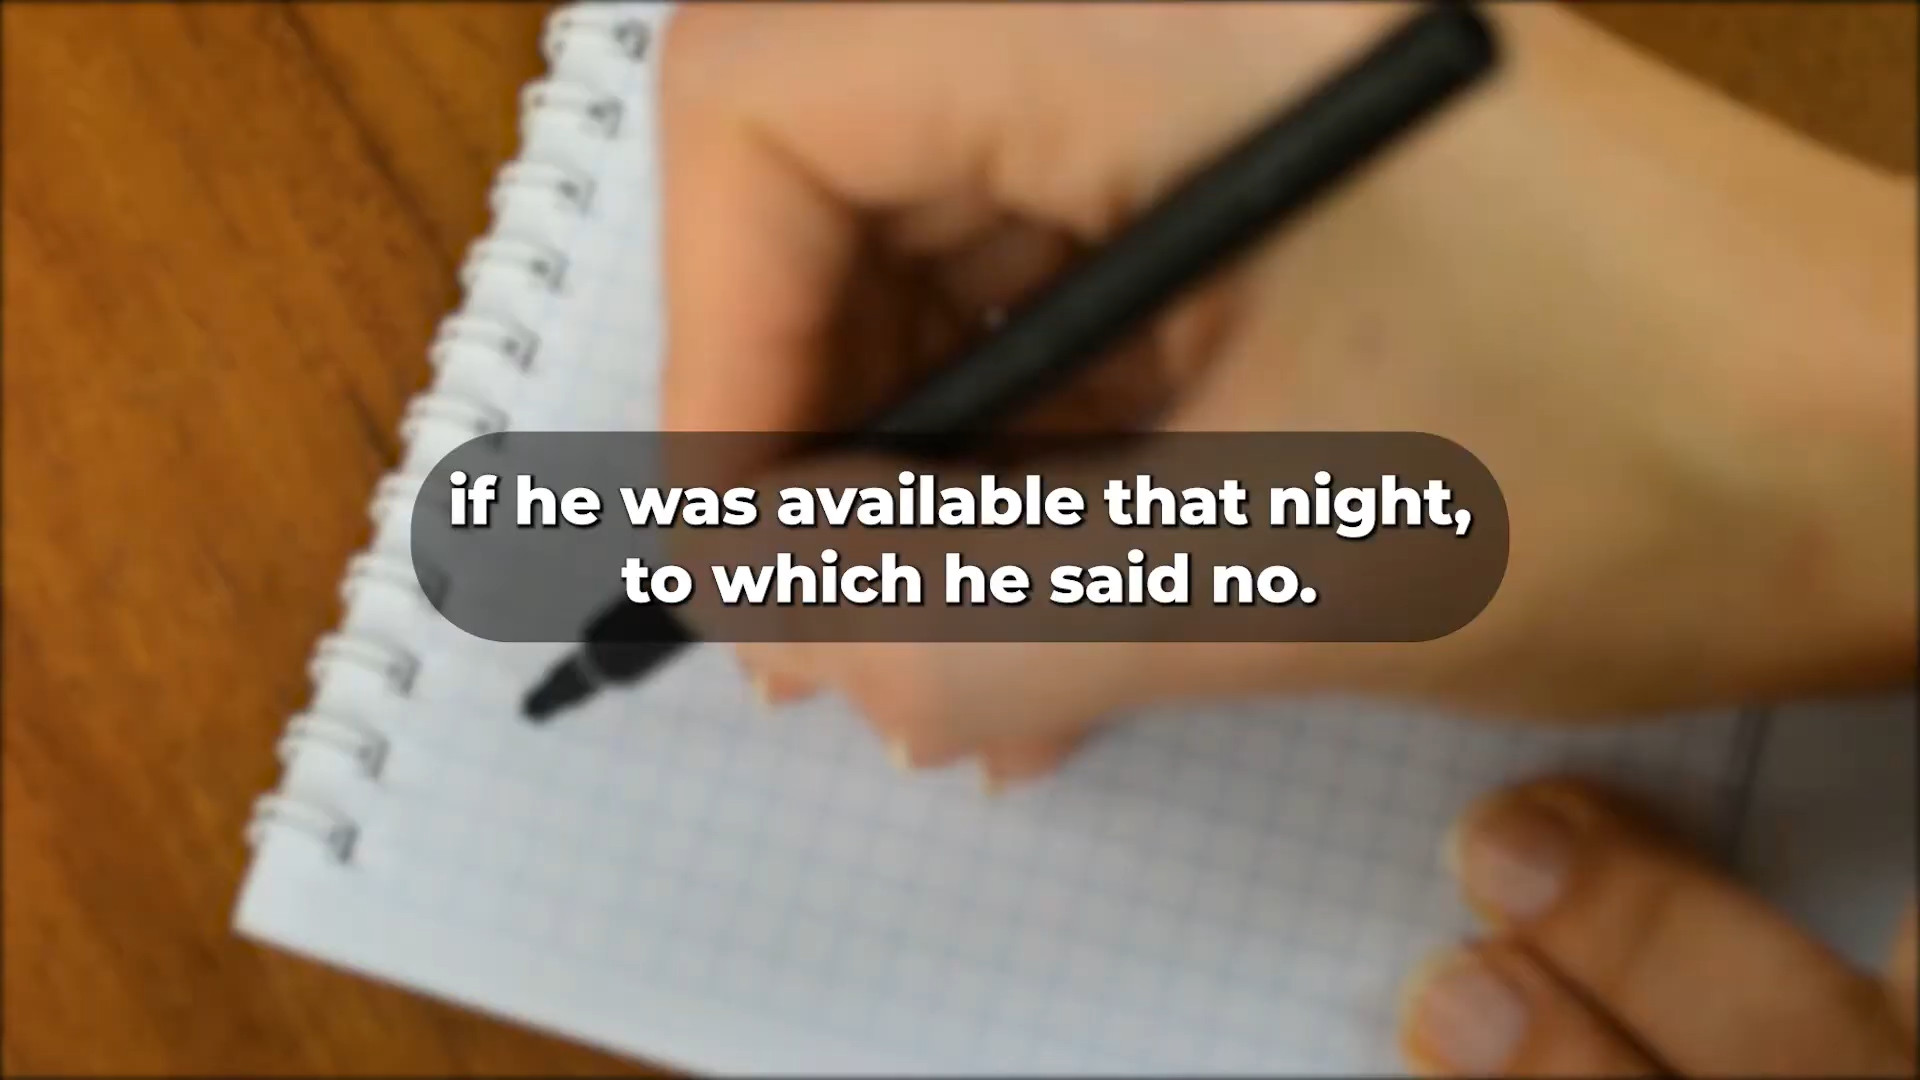 if he was available that night,
to which he said no.